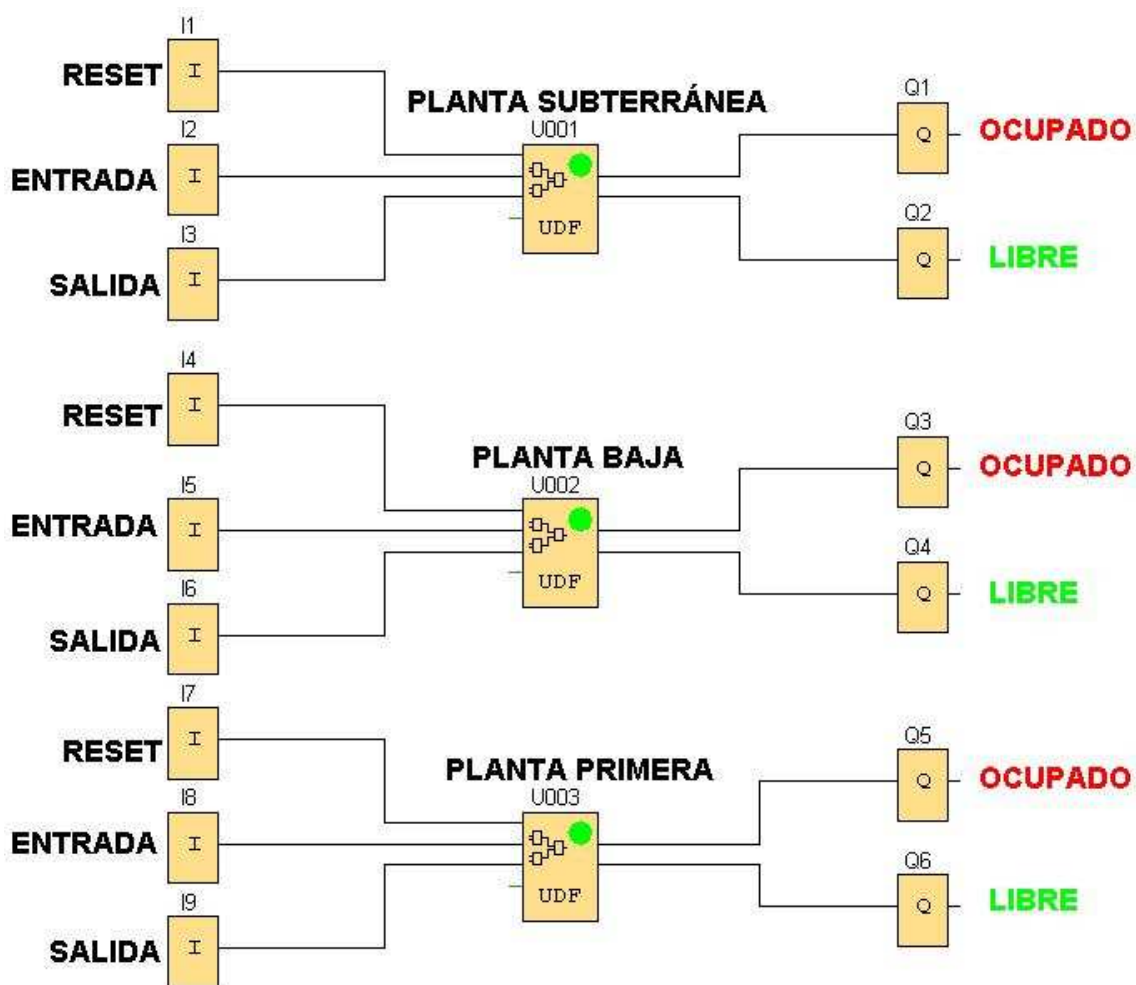 I1
I
RESET
PLANTA SUBTERRÁNEA
U001
UDF
Q1
Q
OCUPADO
I2
I
ENTRADA
Q2
Q
LIBRE
I3
I
SALIDA
I4
I
RESET
PLANTA BAJA
U002
UDF
Q3
Q
OCUPADO
I5
I
ENTRADA
Q4
Q
LIBRE
I6
I
SALIDA
I7
I
RESET
PLANTA PRIMERA
U003
UDF
Q5
Q
OCUPADO
I8
I
ENTRADA
Q6
Q
LIBRE
I9
I
SALIDA